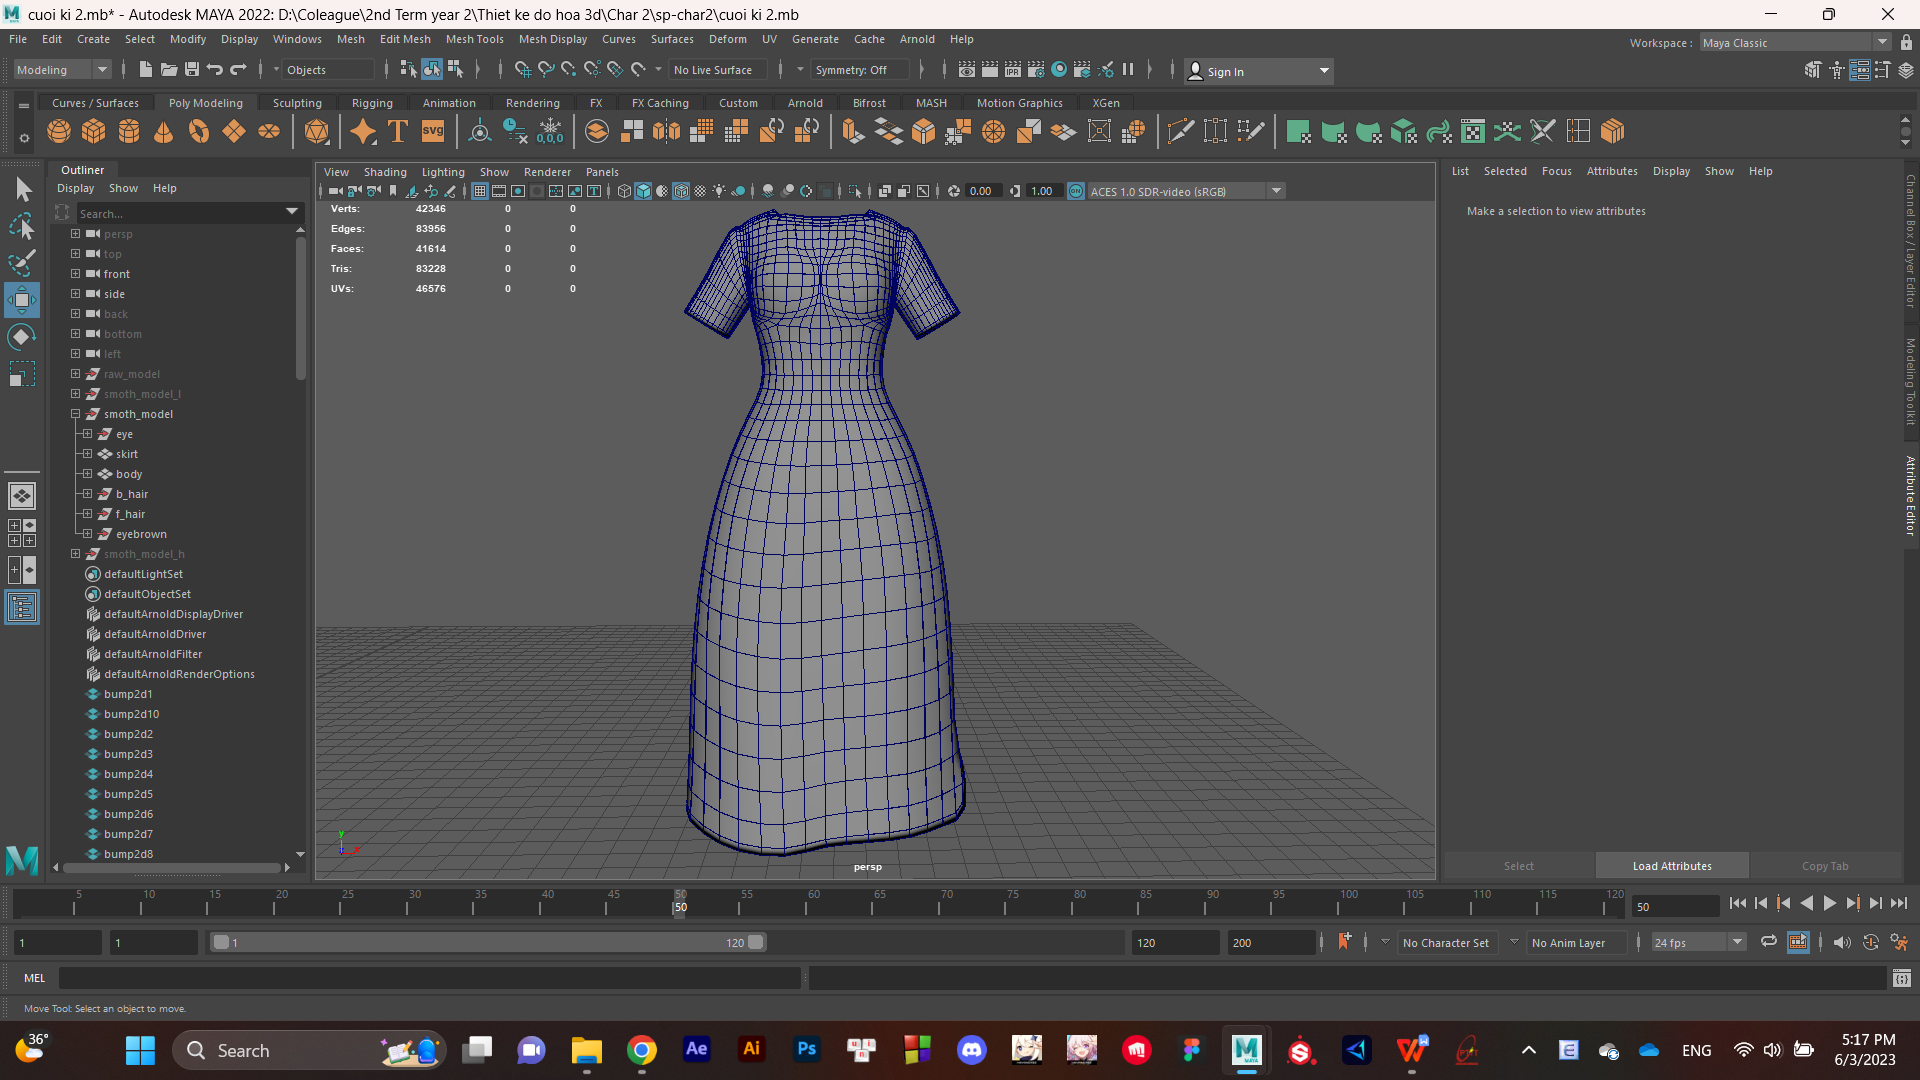 cuoi ki 2.mb* - Autodesk MAYA 2022: D:\Coleague\2nd Term year 2\Thiet ke do hoa 3d\Char 2\sp-char2\cuoi ki 2.mb
File Edit Create Select Modify Display Windows Mesh Edit Mesh Mesh Tools Mesh Display Curves Surfaces Deform UV Generate Cache Arnold Help
Workspace : Maya Classic
Modeling Objects No Live Surface Symmetry: Off Sign In
Curves / Surfaces Poly Modeling Sculpting Rigging Animation Rendering FX FX Caching Custom Arnold Bifrost MASH Motion Graphics XGen
Outliner
Display Show Help
Search...
persp
top
front
side
back
bottom
left
raw_model
smoth_model_l
smoth_model
eye
skirt
body
b_hair
f_hair
eyebrown
smoth_model_h
defaultLightSet
defaultObjectSet
defaultArnoldDisplayDriver
defaultArnoldDriver
defaultArnoldFilter
defaultArnoldRenderOptions
bump2d1
bump2d10
bump2d2
bump2d3
bump2d4
bump2d5
bump2d6
bump2d7
bump2d8
View Shading Lighting Show Renderer Panels
0.00 1.00 ACES 1.0 SDR-video (sRGB)
Verts: 42346 0 0
Edges: 83956 0 0
Faces: 41614 0 0
Tris: 83228 0 0
UVs: 46576 0 0
y
x
persp
List Selected Focus Attributes Display Show Help
Make a selection to view attributes
Channel Box / Layer Editor
Modeling Toolkit
Attribute Editor
Select Load Attributes Copy Tab
5 10 15 20 25 30 35 40 45 50 55 60 65 70 75 80 85 90 95 100 105 110 115 120
50
50
1 1 1 120 120 200 No Character Set No Anim Layer 24 fps
MEL
Move Tool: Select an object to move.
36°
Search
Ae Ai Ps
MAYA
ENG
5:17 PM
6/3/2023